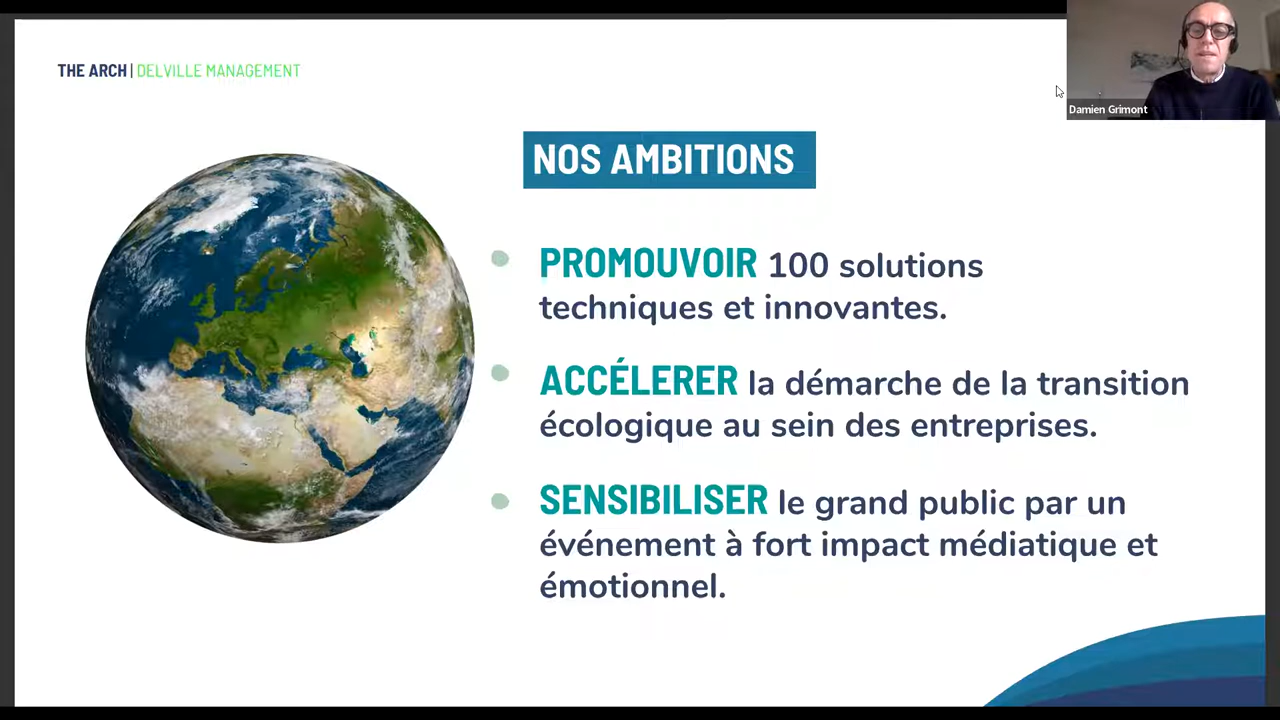 THE ARCH | DELVILLE MANAGEMENT
Damien Grimont
NOS AMBITIONS
PROMOUVOIR 100 solutions
techniques et innovantes.
ACCÉLERER la démarche de la transition
écologique au sein des entreprises.
SENSIBILISER le grand public par un
événement à fort impact médiatique et
émotionnel.